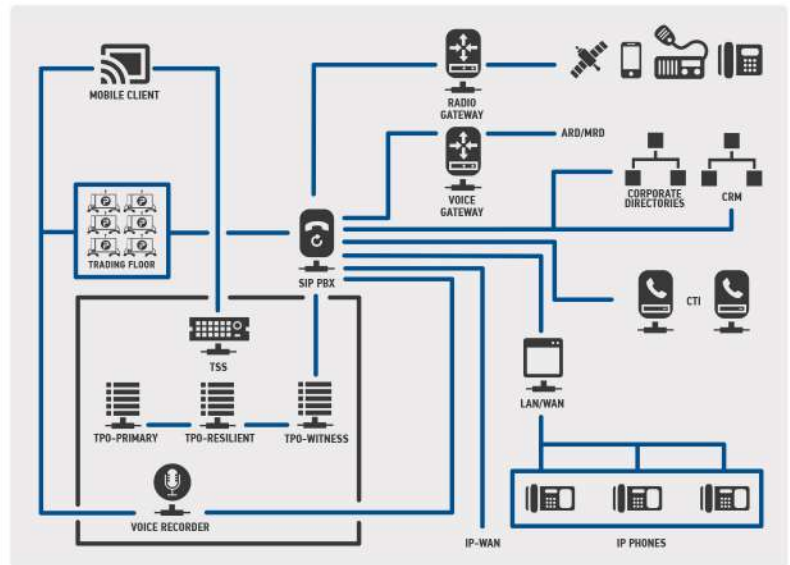 MOBILE CLIENT
RADIO
GATEWAY
ARD/MRD
VOICE
GATEWAY
CORPORATE
DIRECTORIES
CRM
TRADING FLOOR
SIP PBX
CTI
TSS
LAN/WAN
TPO-PRIMARY
TPO-RESILIENT
TPO-WITNESS
VOICE RECORDER
IP-WAN
IP PHONES